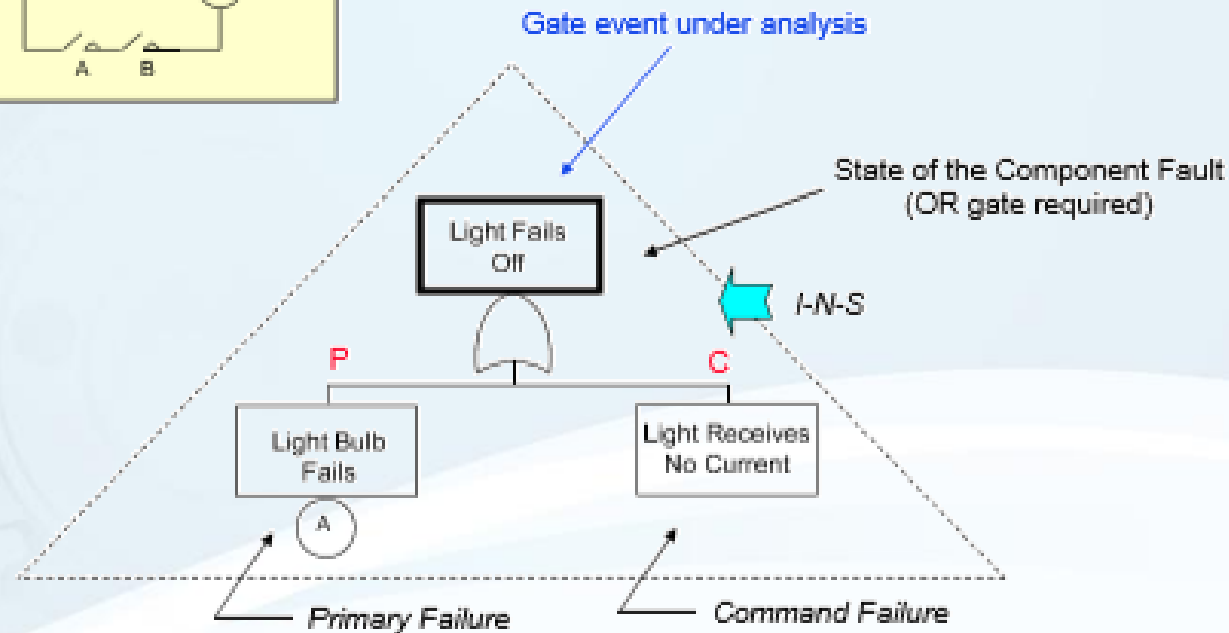 A B
Gate event under analysis
State of the Component Fault
(OR gate required)
Light Fails
Off
I-N-S
P
C
Light Bulb
Fails
Light Receives
No Current
A
Primary Failure
Command Failure